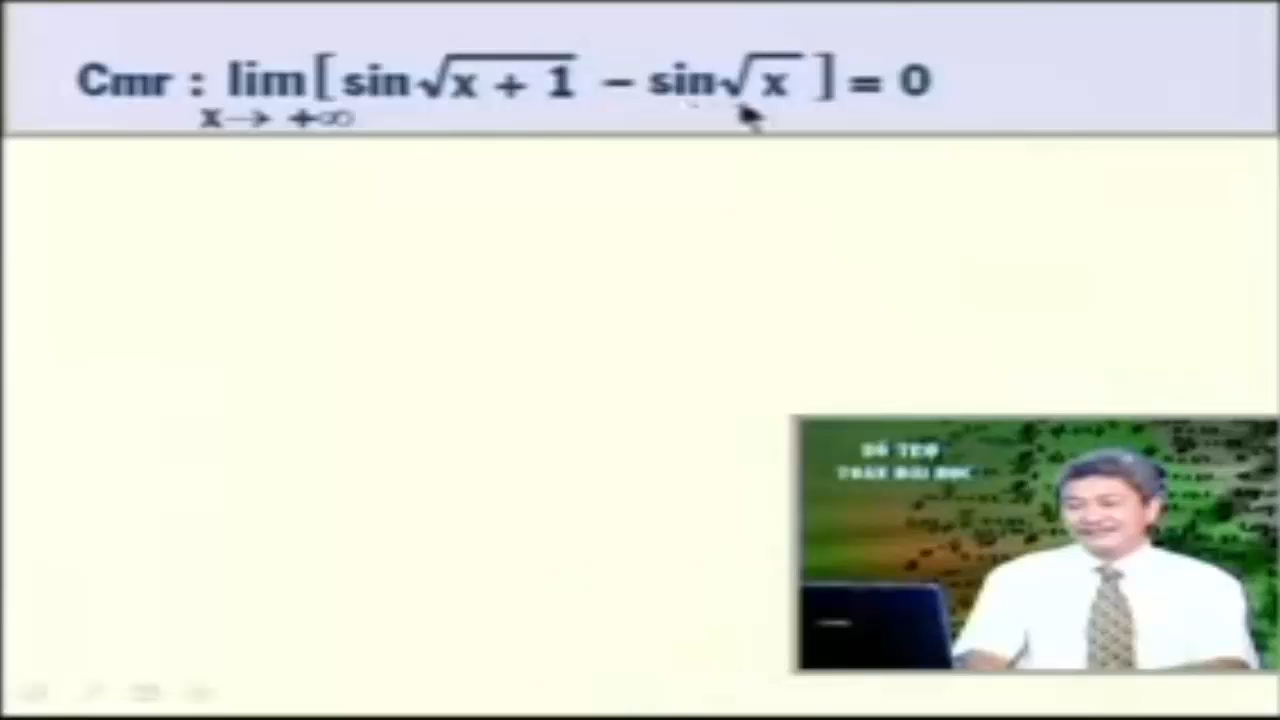 Cmr : lim [ sin√(x + 1) − sin√x ] = 0
x → +∞